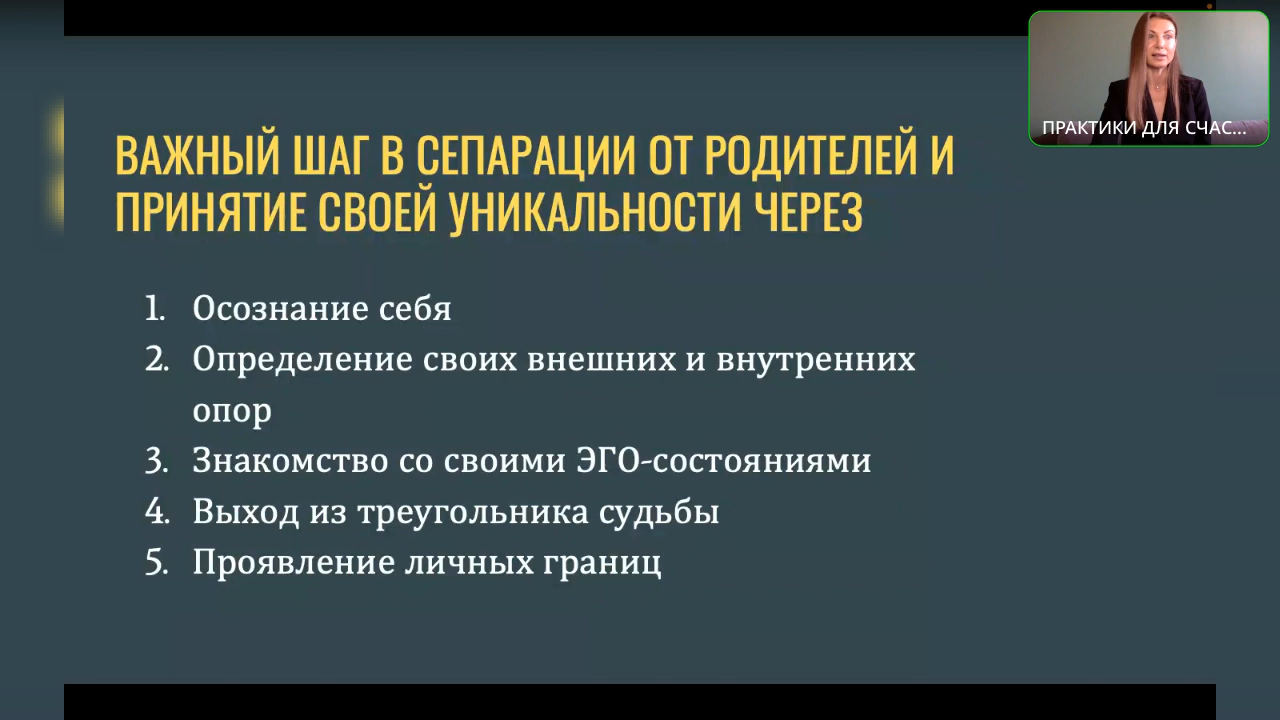 ПРАКТИКИ ДЛЯ СЧАС...
ВАЖНЫЙ ШАГ В СЕПАРАЦИИ ОТ РОДИТЕЛЕЙ И
ПРИНЯТИЕ СВОЕЙ УНИКАЛЬНОСТИ ЧЕРЕЗ
1. Осознание себя
2. Определение своих внешних и внутренних
опор
3. Знакомство со своими ЭГО-состояниями
4. Выход из треугольника судьбы
5. Проявление личных границ